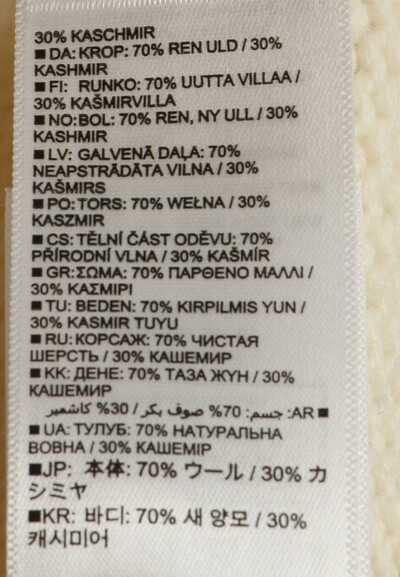 30% KASCHMIR
■ DA: KROP: 70% REN ULD / 30%
KASHMIR
■ FI: RUNKO: 70% UUTTA VILLAA /
30% KAŠMIRVILLA
■ NO: BOL: 70% REN, NY ULL / 30%
KASHMIR
■ LV: GALVENĀ DAĻA: 70%
NEAPSTRĀDĀTA VILNA / 30%
KAŠMIRS
■ PO: TORS: 70% WEŁNA / 30%
KASZMIR
■ CS: TĚLNÍ ČÁST ODĚVU: 70%
PŘÍRODNÍ VLNA / 30% KAŠMÍR
■ GR: ΣΩΜΑ: 70% ΠΑΡΘΕΝΟ ΜΑΛΛΙ /
30% ΚΑΣΜΙΡΙ
■ TU: BEDEN: 70% KIRPILMIS YUN /
30% KASMIR TUYU
■ RU: КОРСАЖ: 70% ЧИСТАЯ
ШЕРСТЬ / 30% КАШЕМИР
■ KK: ДЕНЕ: 70% ТАЗА ЖҮН / 30%
КАШЕМИР
■ AR: جسم: 70% صوف بكر / 30% كاشمير
■ UA: ТУЛУБ: 70% НАТУРАЛЬНА
ВОВНА / 30% КАШЕМІР
■JP: 本体: 70% ウール / 30% カ
シミヤ
■KR: 바디: 70% 새 양모 / 30%
캐시미어